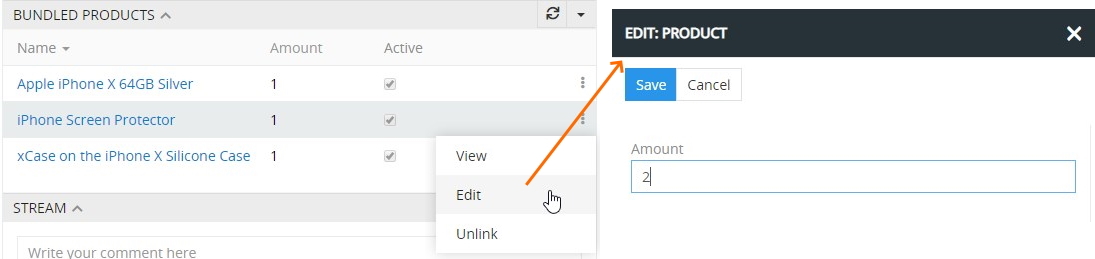 BUNDLED PRODUCTS
Name Amount Active
Apple iPhone X 64GB Silver 1
iPhone Screen Protector 1
xCase on the iPhone X Silicone Case 1
View
Edit
Unlink
STREAM
Write your comment here
EDIT: PRODUCT
Save Cancel
Amount
2